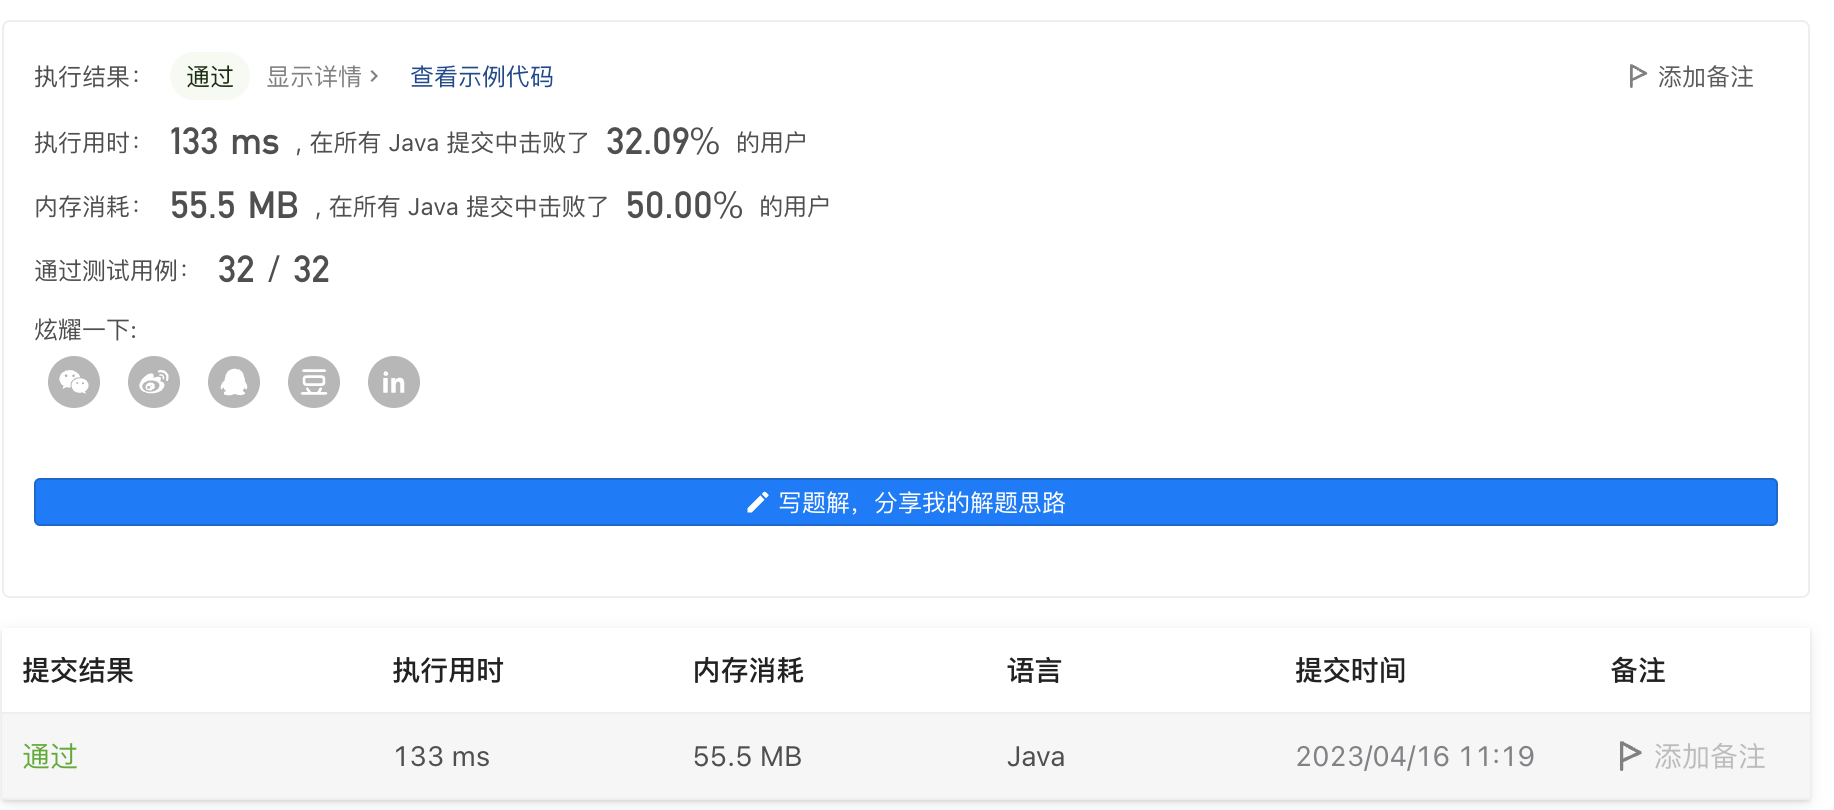 执行结果： 通过 显示详情 > 查看示例代码 添加备注
执行用时： 133 ms , 在所有 Java 提交中击败了 32.09% 的用户
内存消耗： 55.5 MB , 在所有 Java 提交中击败了 50.00% 的用户
通过测试用例： 32 / 32
炫耀一下:
豆 in
写题解，分享我的解题思路
提交结果 执行用时 内存消耗 语言 提交时间 备注
通过 133 ms 55.5 MB Java 2023/04/16 11:19 添加备注